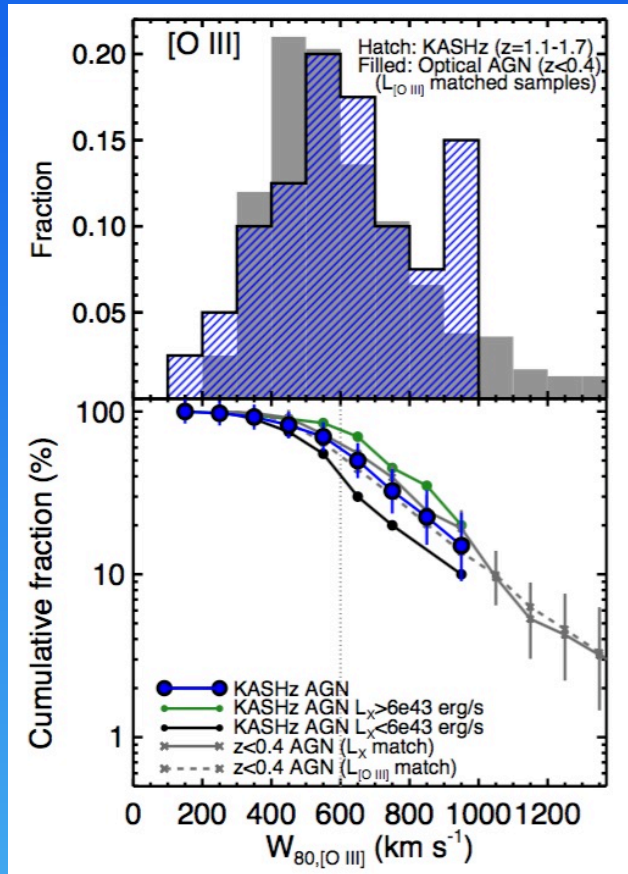 [O III]
Hatch: KASHz (z=1.1-1.7)
Filled: Optical AGN (z<0.4)
(L[O III] matched samples)
Fraction
0.20
0.15
0.10
0.05
0.00
Cumulative fraction (%)
100
10
1
KASHz AGN
KASHz AGN LX>6e43 erg/s
KASHz AGN LX<6e43 erg/s
z<0.4 AGN (LX match)
z<0.4 AGN (L[O III] match)
0 200 400 600 800 1000 1200
W80,[O III] (km s-1)